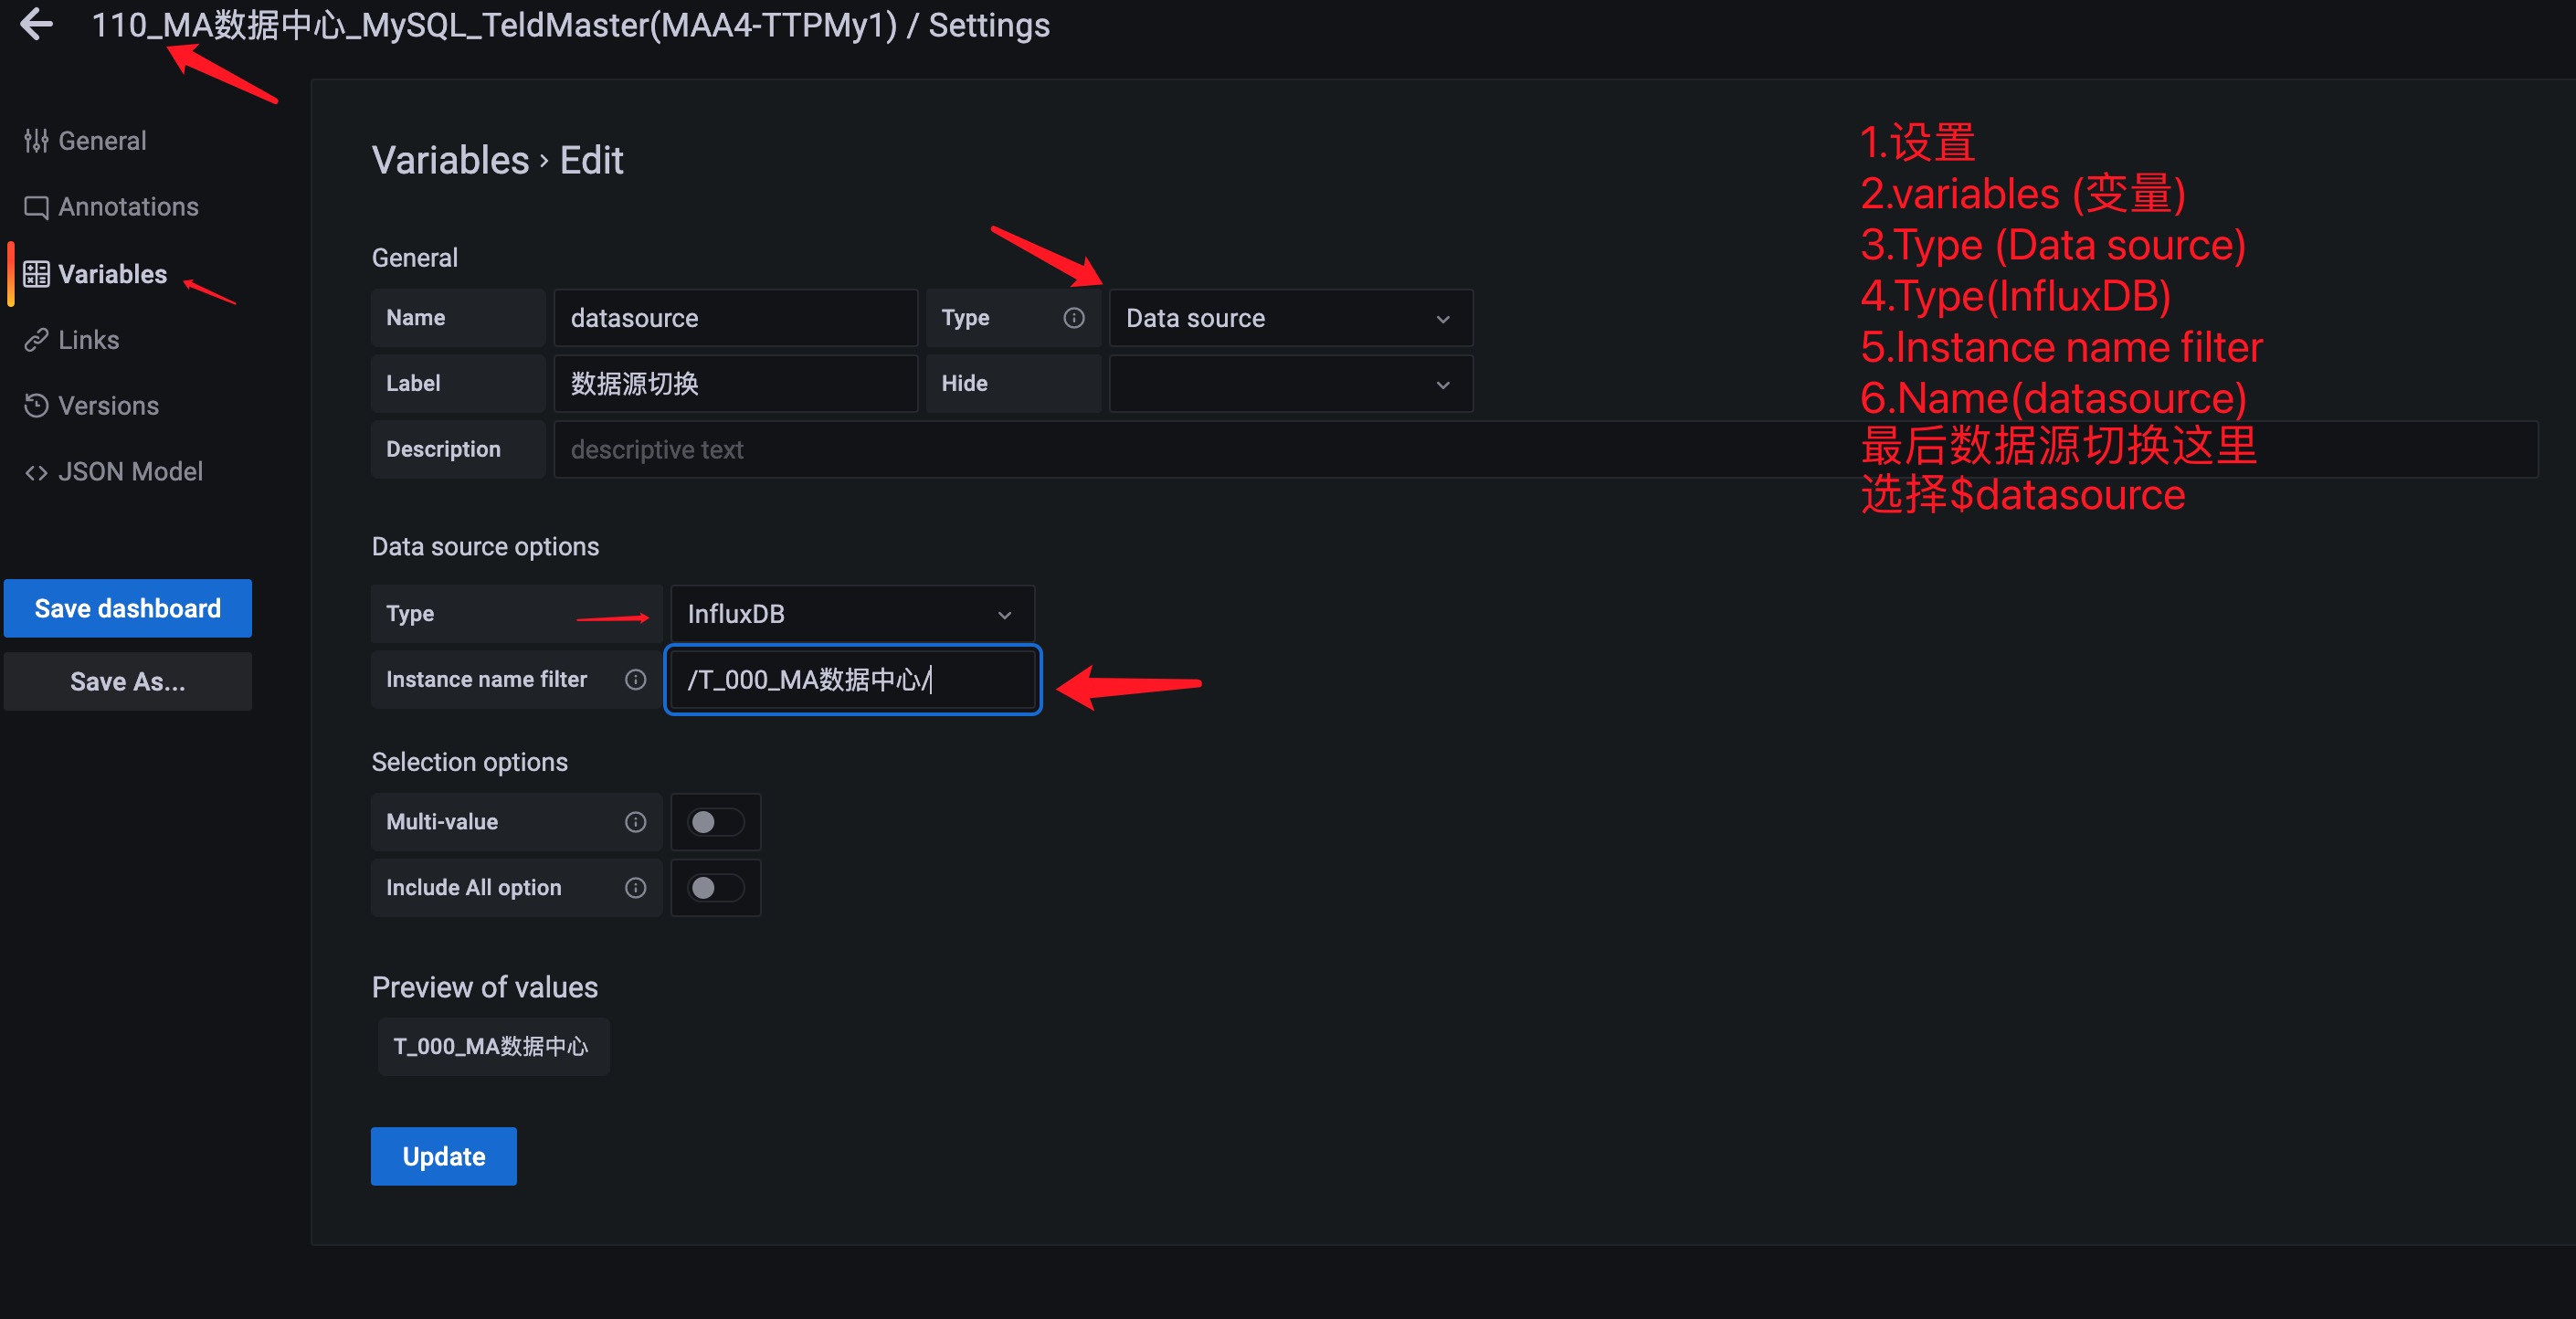 110_MA数据中心_MySQL_TeldMaster(MAA4-TTPMy1) / Settings
General
Annotations
Variables
Links
Versions
JSON Model
Save dashboard
Save As...
Variables › Edit
General
Name datasource Type Data source
Label 数据源切换 Hide
Description descriptive text
Data source options
Type InfluxDB
Instance name filter /T_000_MA数据中心/
Selection options
Multi-value
Include All option
Preview of values
T_000_MA数据中心
Update
1.设置
2.variables (变量)
3.Type (Data source)
4.Type(InfluxDB)
5.Instance name filter
6.Name(datasource)
最后数据源切换这里
选择$datasource